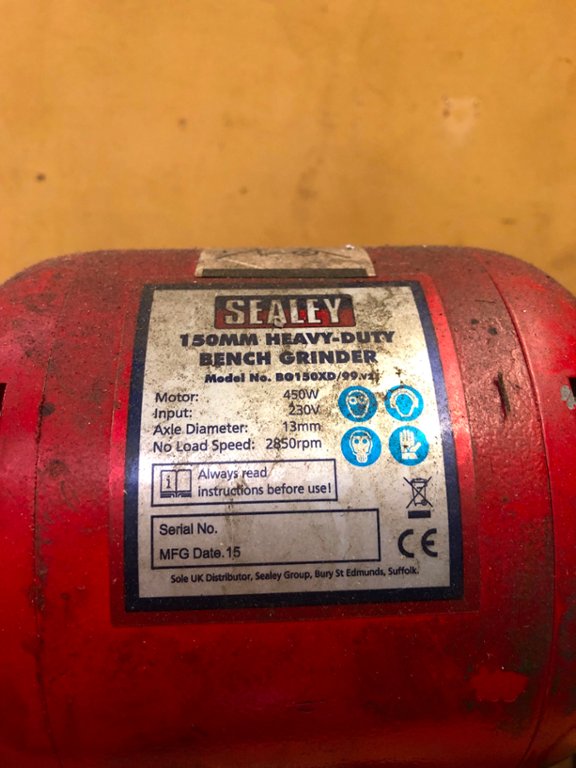 SEALEY
150MM HEAVY-DUTY
BENCH GRINDER
Model No. BG150XD/99.v2
Motor: 450W
Input: 230V
Axle Diameter: 13mm
No Load Speed: 2850rpm
Always read
instructions before use!
Serial No.
MFG Date.15
CE
Sole UK Distributor, Sealey Group, Bury St Edmunds, Suffolk.